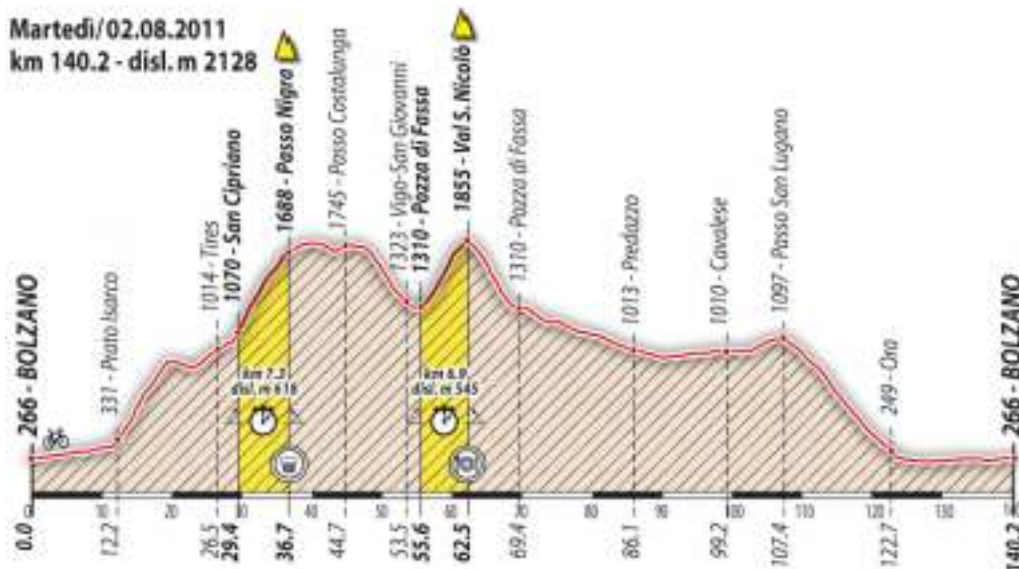 Martedì/02.08.2011
km 140.2 - disl. m 2128
266 - BOLZANO
331 - Prato Isarco
1014 - Tires
1070 - San Cipriano
1688 - Passo Nigra
1745 - Passo Costalunga
1323 - Vigo-San Giovanni
1310 - Pozza di Fassa
1855 - Val S. Nicolò
1310 - Pozza di Fassa
1013 - Predazzo
1010 - Cavalese
1097 - Passo San Lugano
249 - Ora
266 - BOLZANO
km 7.3
disl. m 618
km 6.9
disl. m 545
10 20 30 40 50 60 70 80 90 100 110 120 130
0.0
12.2
26.5
29.4
36.7
44.7
53.5
55.6
62.5
69.4
86.1
99.2
107.4
122.7
140.2